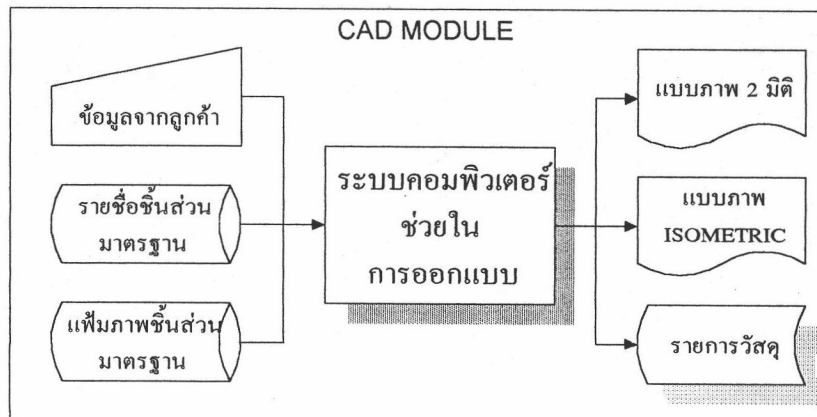 CAD MODULE
ข้อมูลจากลูกค้า
รายชื่อชิ้นส่วน
มาตรฐาน
แฟ้มภาพชิ้นส่วน
มาตรฐาน
ระบบคอมพิวเตอร์
ช่วยใน
การออกแบบ
แบบภาพ 2 มิติ
แบบภาพ
ISOMETRIC
รายการวัสดุ